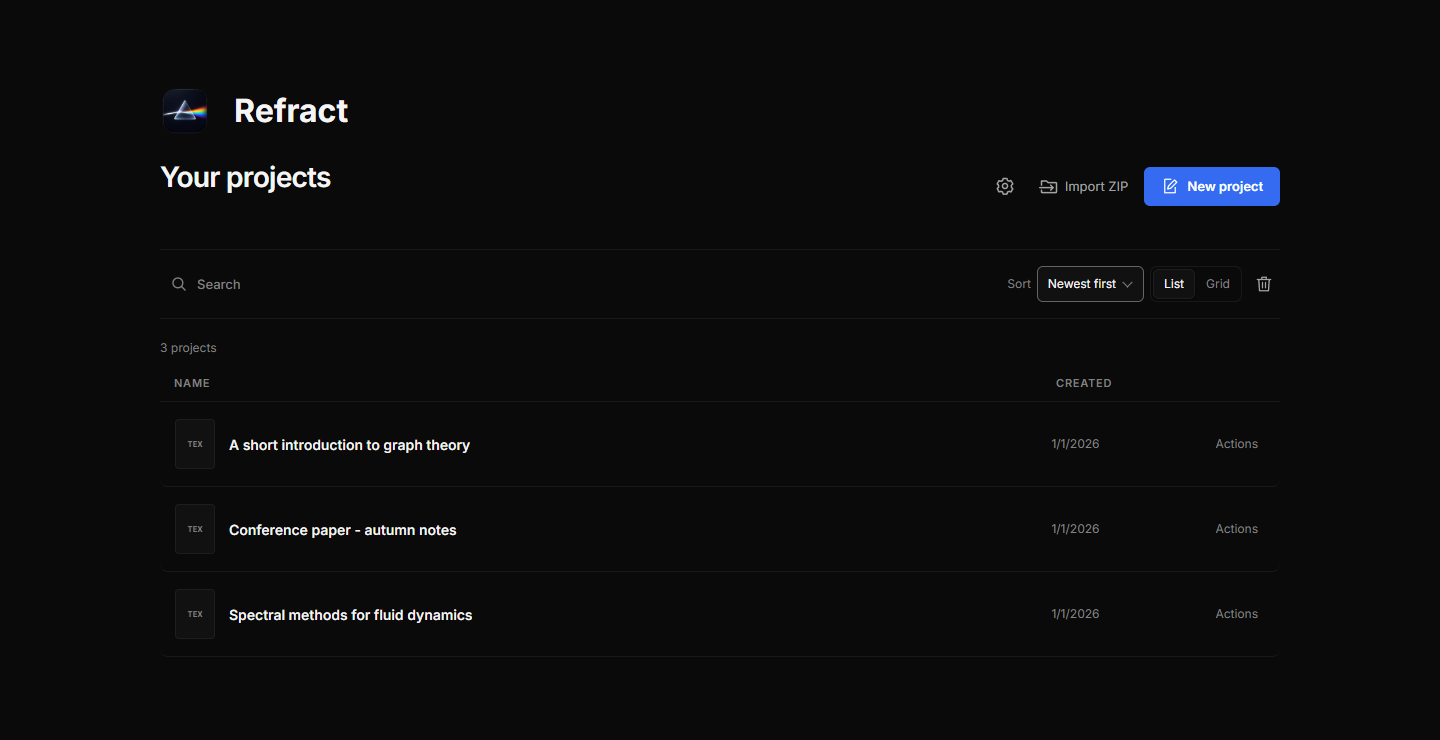 Refract
Your projects
Import ZIP
New project
Search
Sort
Newest first
List
Grid
3 projects
NAME
CREATED
TEX
A short introduction to graph theory
1/1/2026
Actions
TEX
Conference paper - autumn notes
1/1/2026
Actions
TEX
Spectral methods for fluid dynamics
1/1/2026
Actions